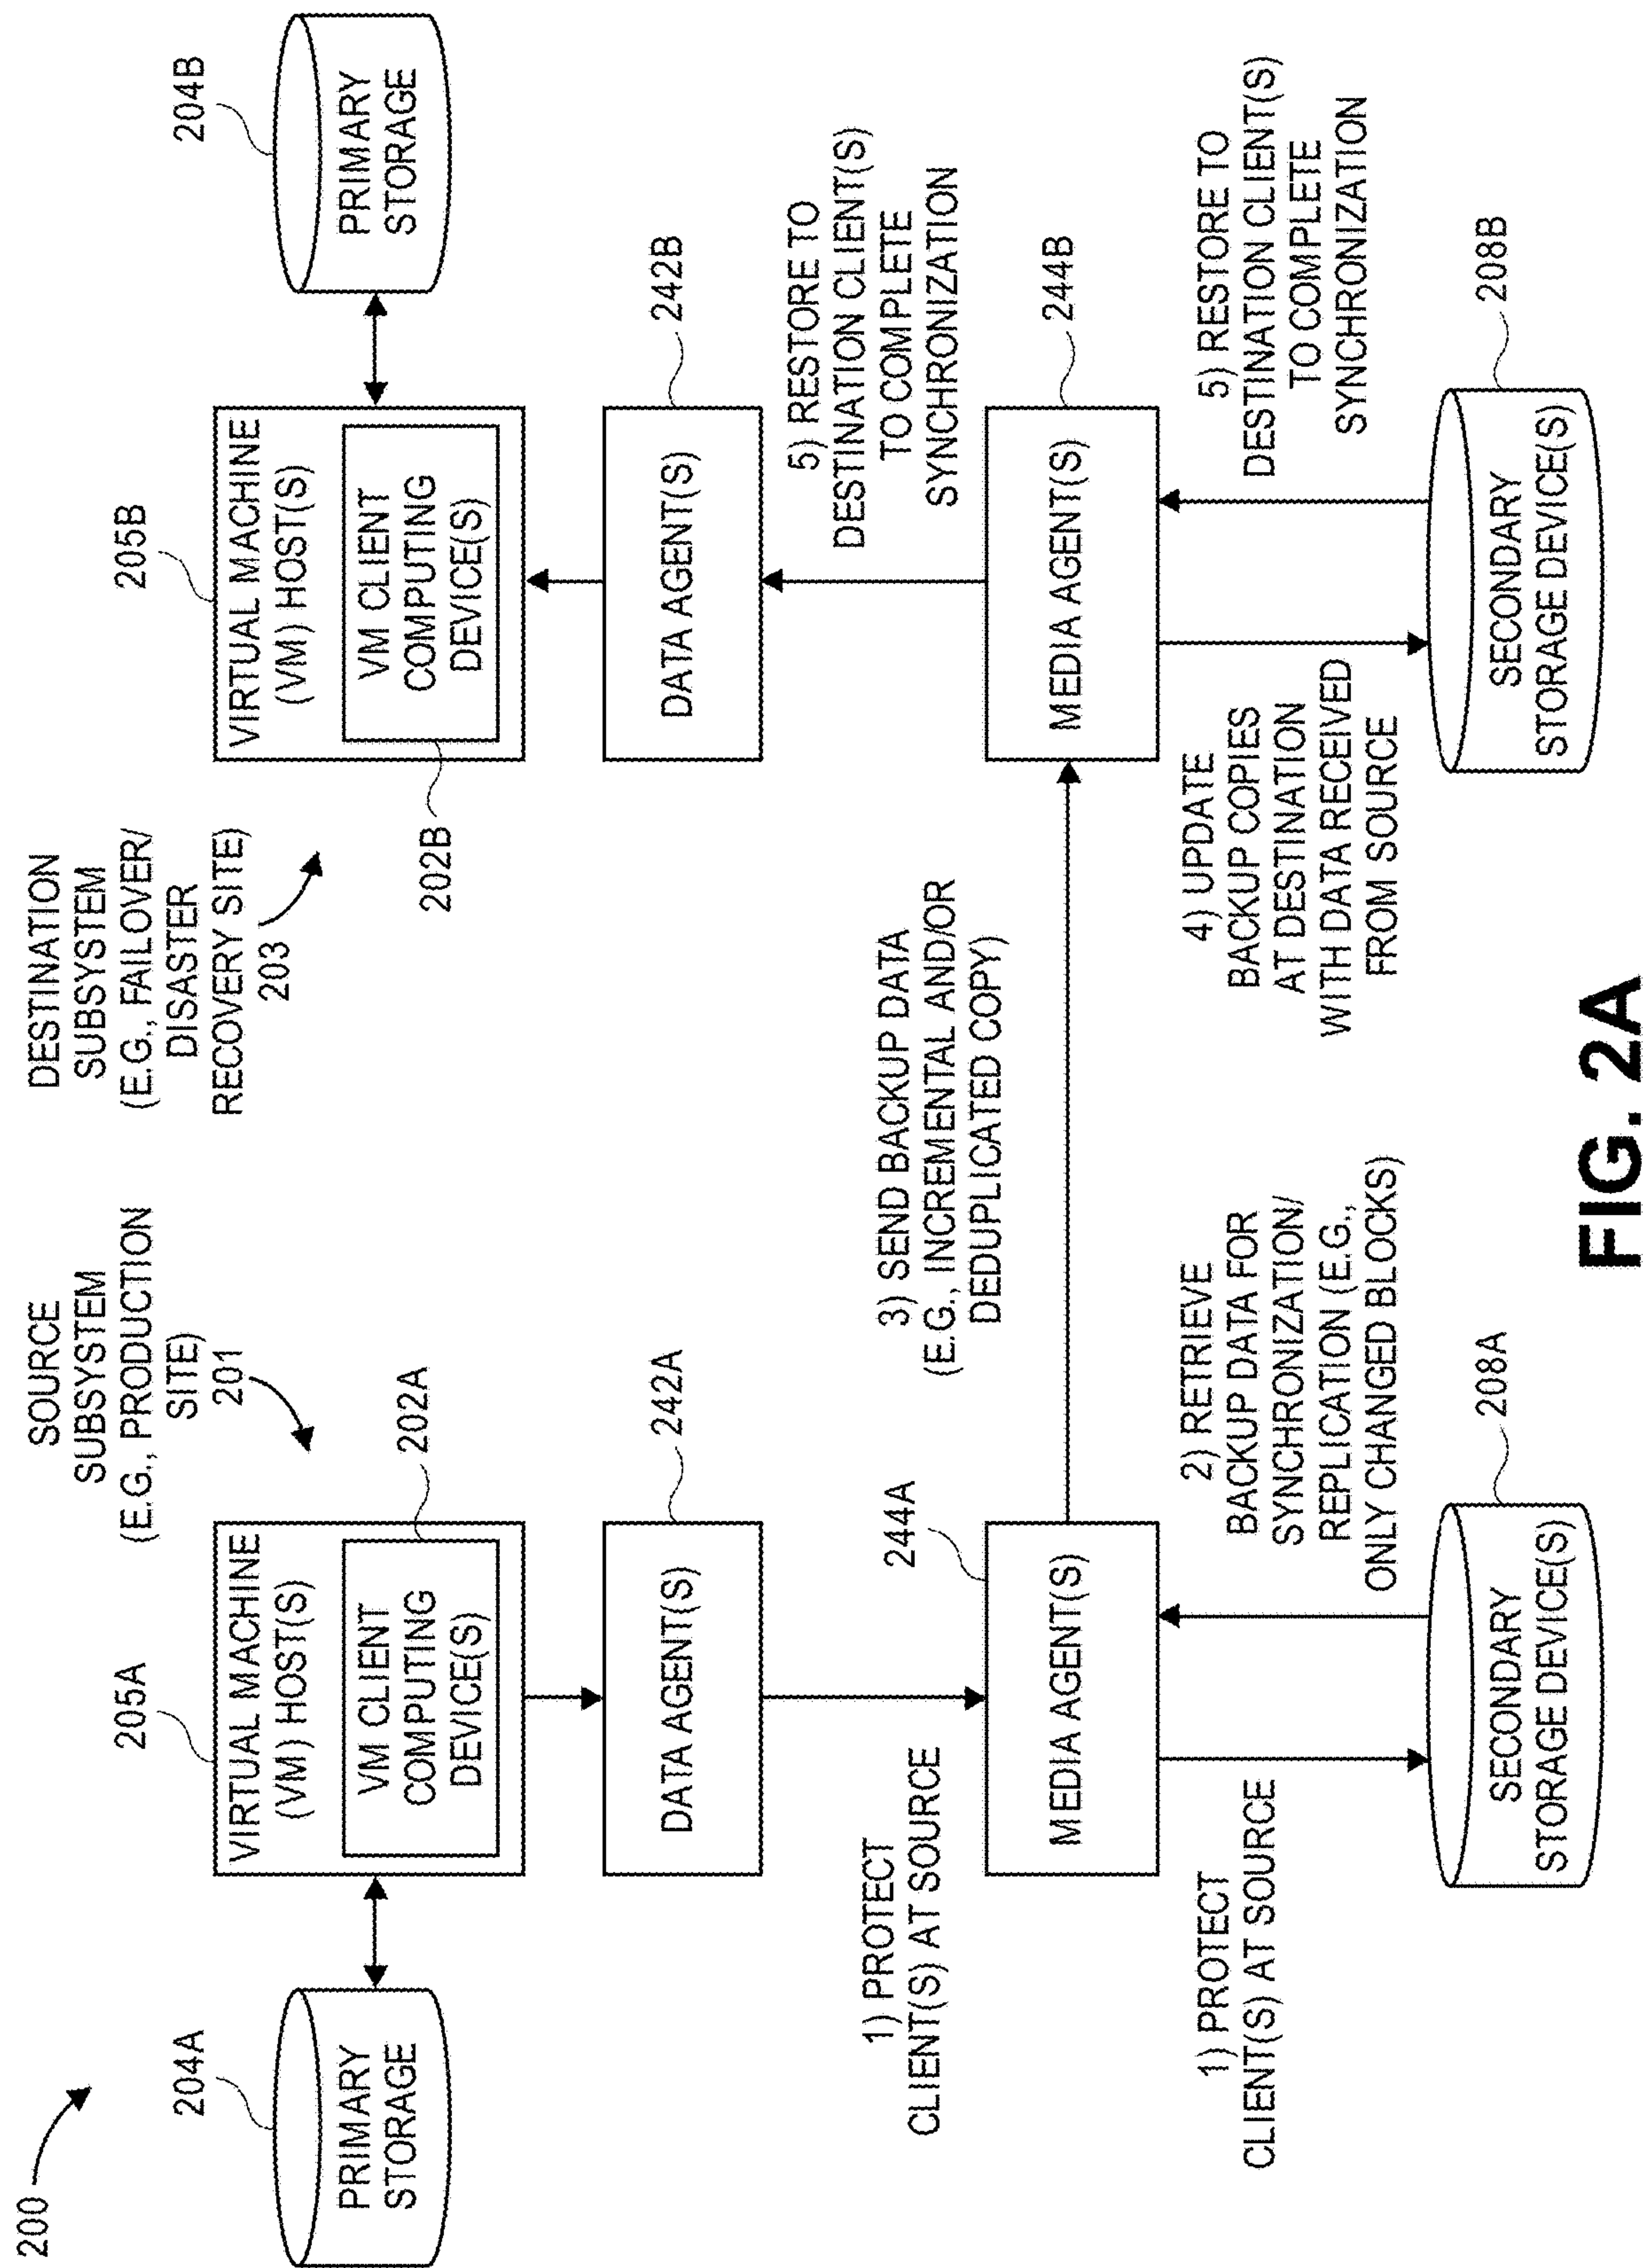 200
SOURCE
SUBSYSTEM
(E.G., PRODUCTION
SITE)
201
DESTINATION
SUBSYSTEM
(E.G., FAILOVER/
DISASTER
RECOVERY SITE)
203
204A
PRIMARY
STORAGE
205A
VIRTUAL MACHINE
(VM) HOST(S)
VM CLIENT
COMPUTING
DEVICE(S)
202A
205B
VIRTUAL MACHINE
(VM) HOST(S)
VM CLIENT
COMPUTING
DEVICE(S)
202B
204B
PRIMARY
STORAGE
DATA AGENT(S)
242A
DATA AGENT(S)
242B
1) PROTECT
CLIENT(S) AT SOURCE
3) SEND BACKUP DATA
(E.G., INCREMENTAL AND/OR
DEDUPLICATED COPY)
5) RESTORE TO
DESTINATION CLIENT(S)
TO COMPLETE
SYNCHRONIZATION
244A
MEDIA AGENT(S)
MEDIA AGENT(S)
244B
1) PROTECT
CLIENT(S) AT SOURCE
2) RETRIEVE
BACKUP DATA FOR
SYNCHRONIZATION/
REPLICATION (E.G.,
ONLY CHANGED BLOCKS)
4) UPDATE
BACKUP COPIES
AT DESTINATION
WITH DATA RECEIVED
FROM SOURCE
5) RESTORE TO
DESTINATION CLIENT(S)
TO COMPLETE
SYNCHRONIZATION
SECONDARY
STORAGE DEVICE(S)
208A
SECONDARY
STORAGE DEVICE(S)
208B
FIG. 2A